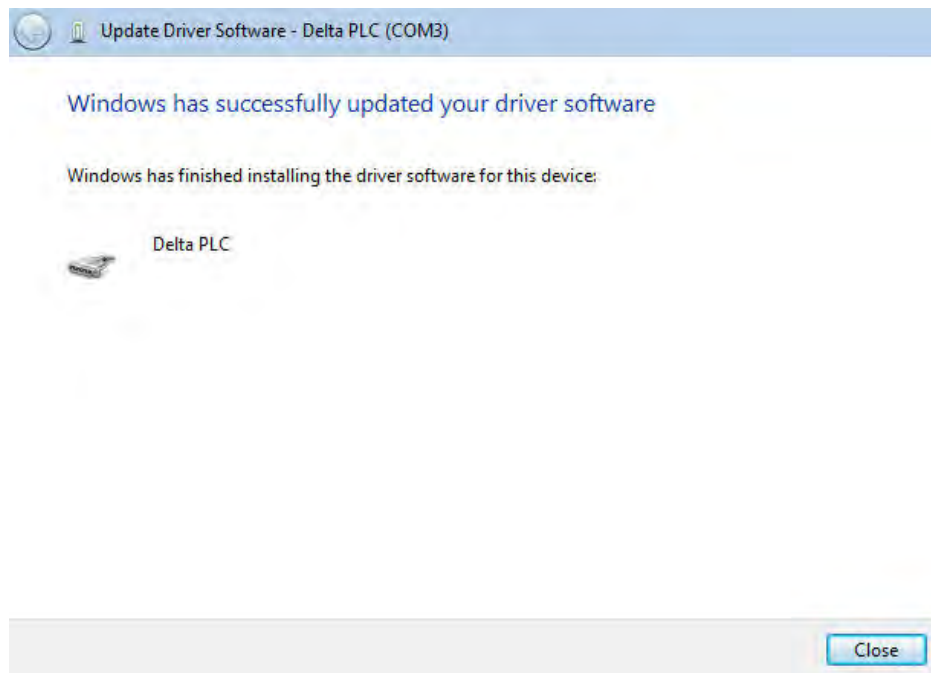 Update Driver Software - Delta PLC (COM3)
Windows has successfully updated your driver software
Windows has finished installing the driver software for this device:
Delta PLC
Close